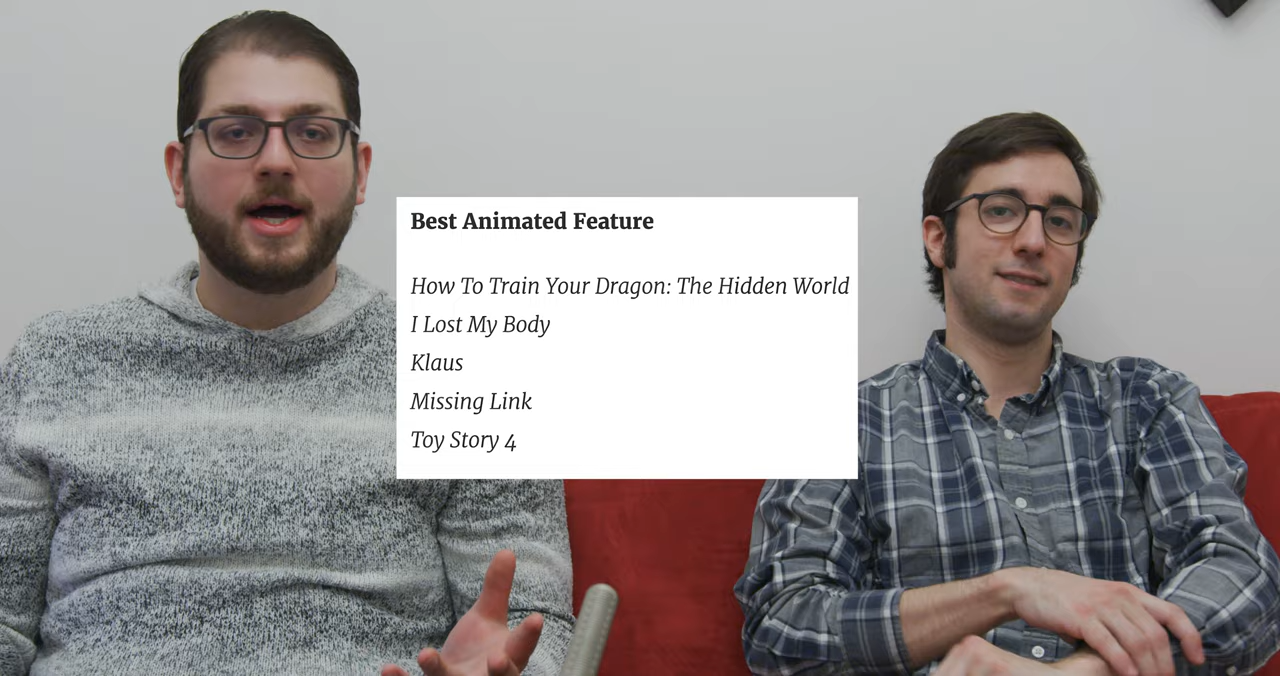 Best Animated Feature
How To Train Your Dragon: The Hidden World
I Lost My Body
Klaus
Missing Link
Toy Story 4